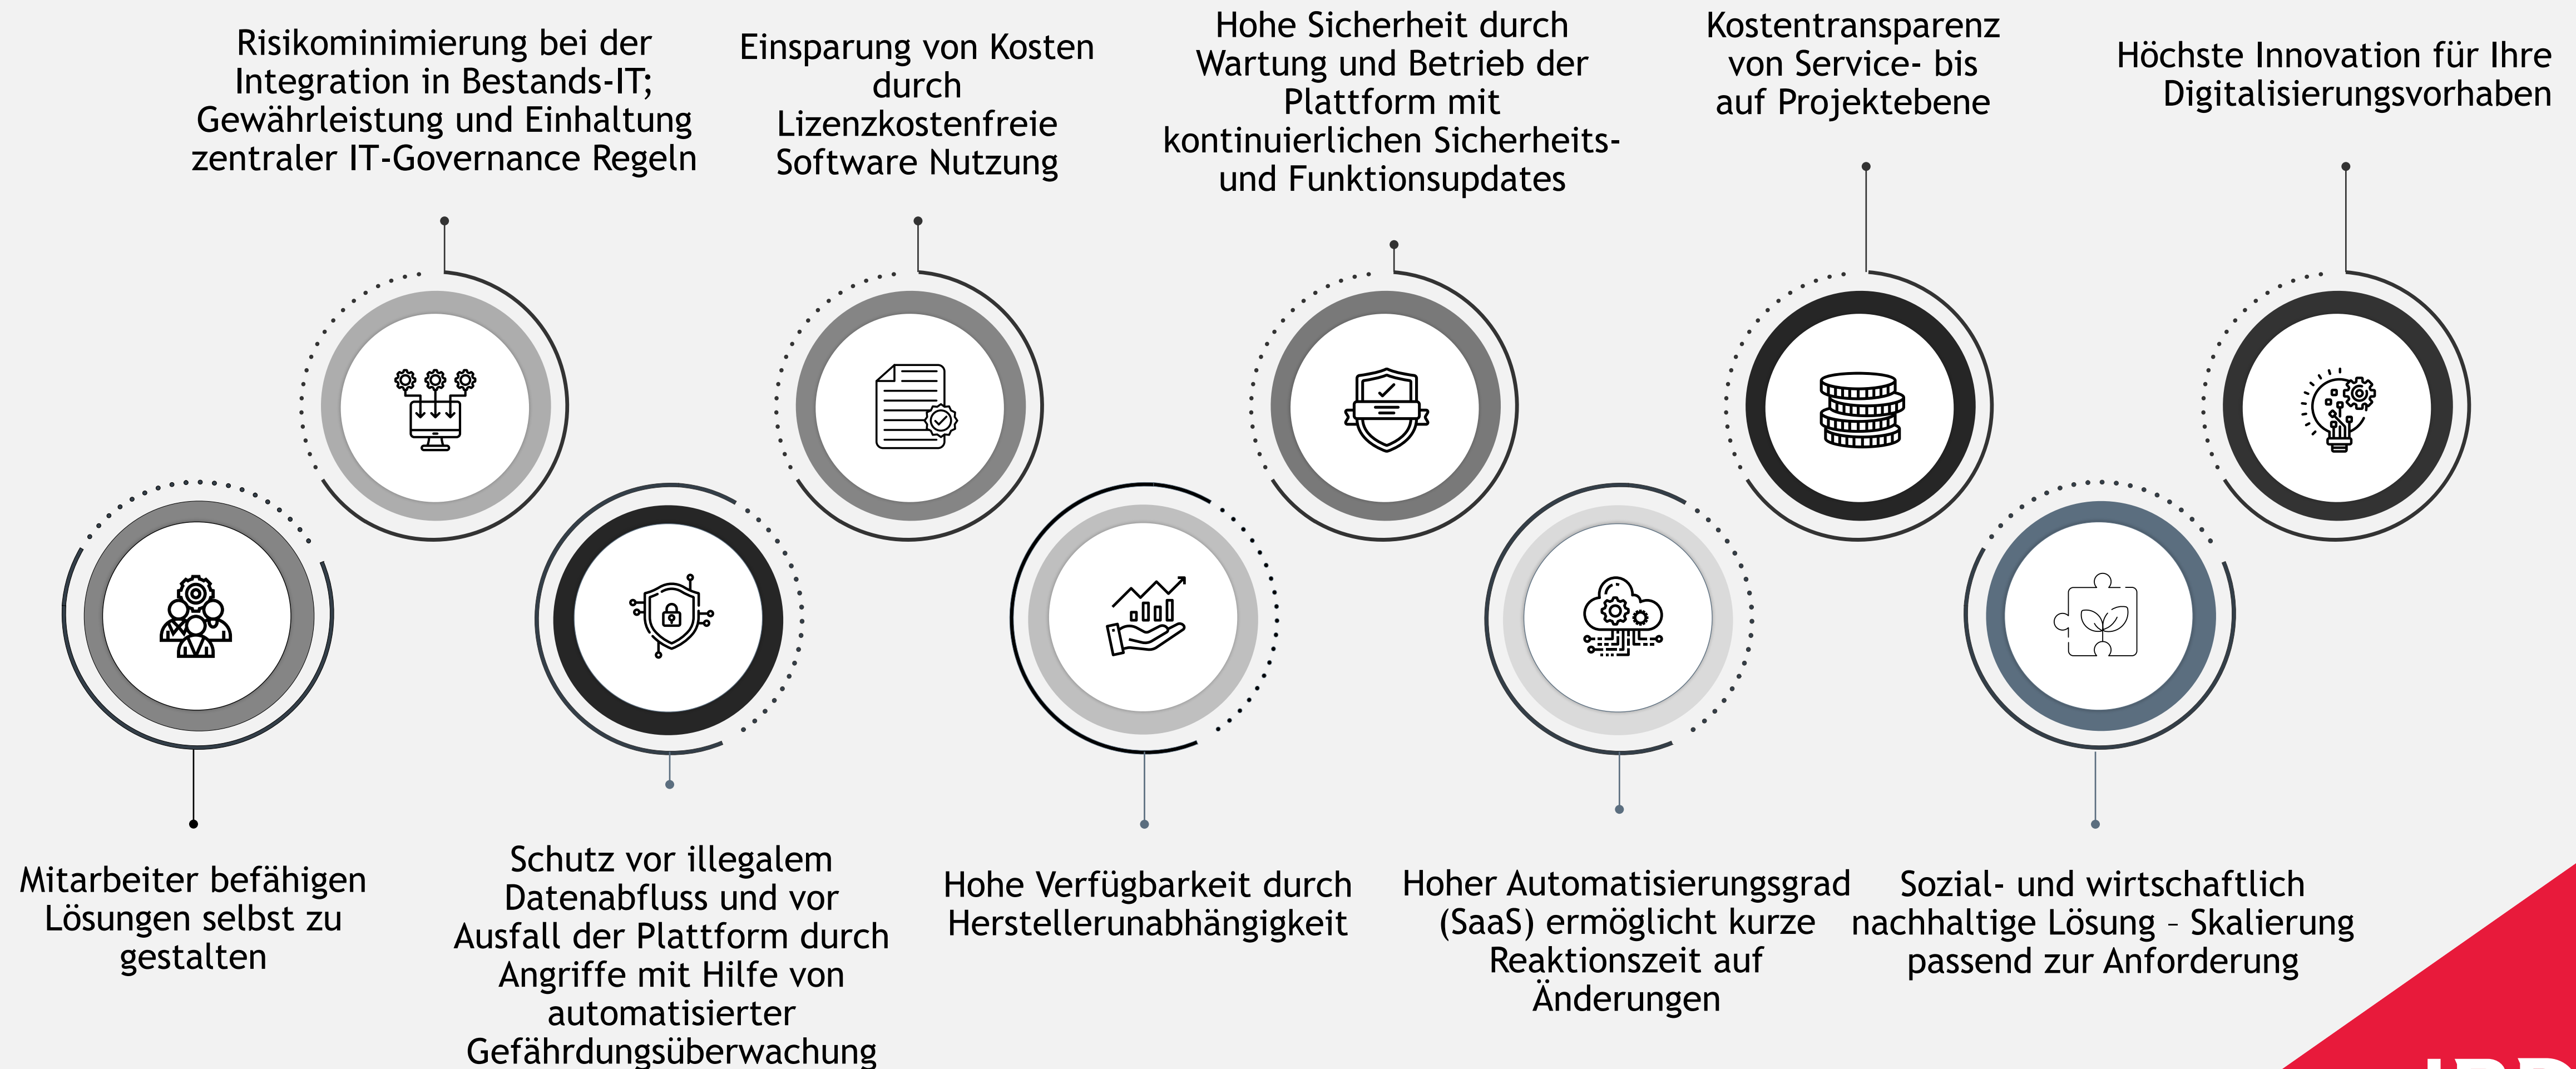 Risikominimierung bei der
Integration in Bestands-IT;
Gewährleistung und Einhaltung
zentraler IT-Governance Regeln
Einsparung von Kosten
durch
Lizenzkostenfreie
Software Nutzung
Hohe Sicherheit durch
Wartung und Betrieb der
Plattform mit
kontinuierlichen Sicherheits-
und Funktionsupdates
Kostentransparenz
von Service- bis
auf Projektebene
Höchste Innovation für Ihre
Digitalisierungsvorhaben
Mitarbeiter befähigen
Lösungen selbst zu
gestalten
Schutz vor illegalem
Datenabfluss und vor
Ausfall der Plattform durch
Angriffe mit Hilfe von
automatisierter
Gefährdungsüberwachung
Hohe Verfügbarkeit durch
Herstellerunabhängigkeit
Hoher Automatisierungsgrad
(SaaS) ermöglicht kurze
Reaktionszeit auf
Änderungen
Sozial- und wirtschaftlich
nachhaltige Lösung – Skalierung
passend zur Anforderung